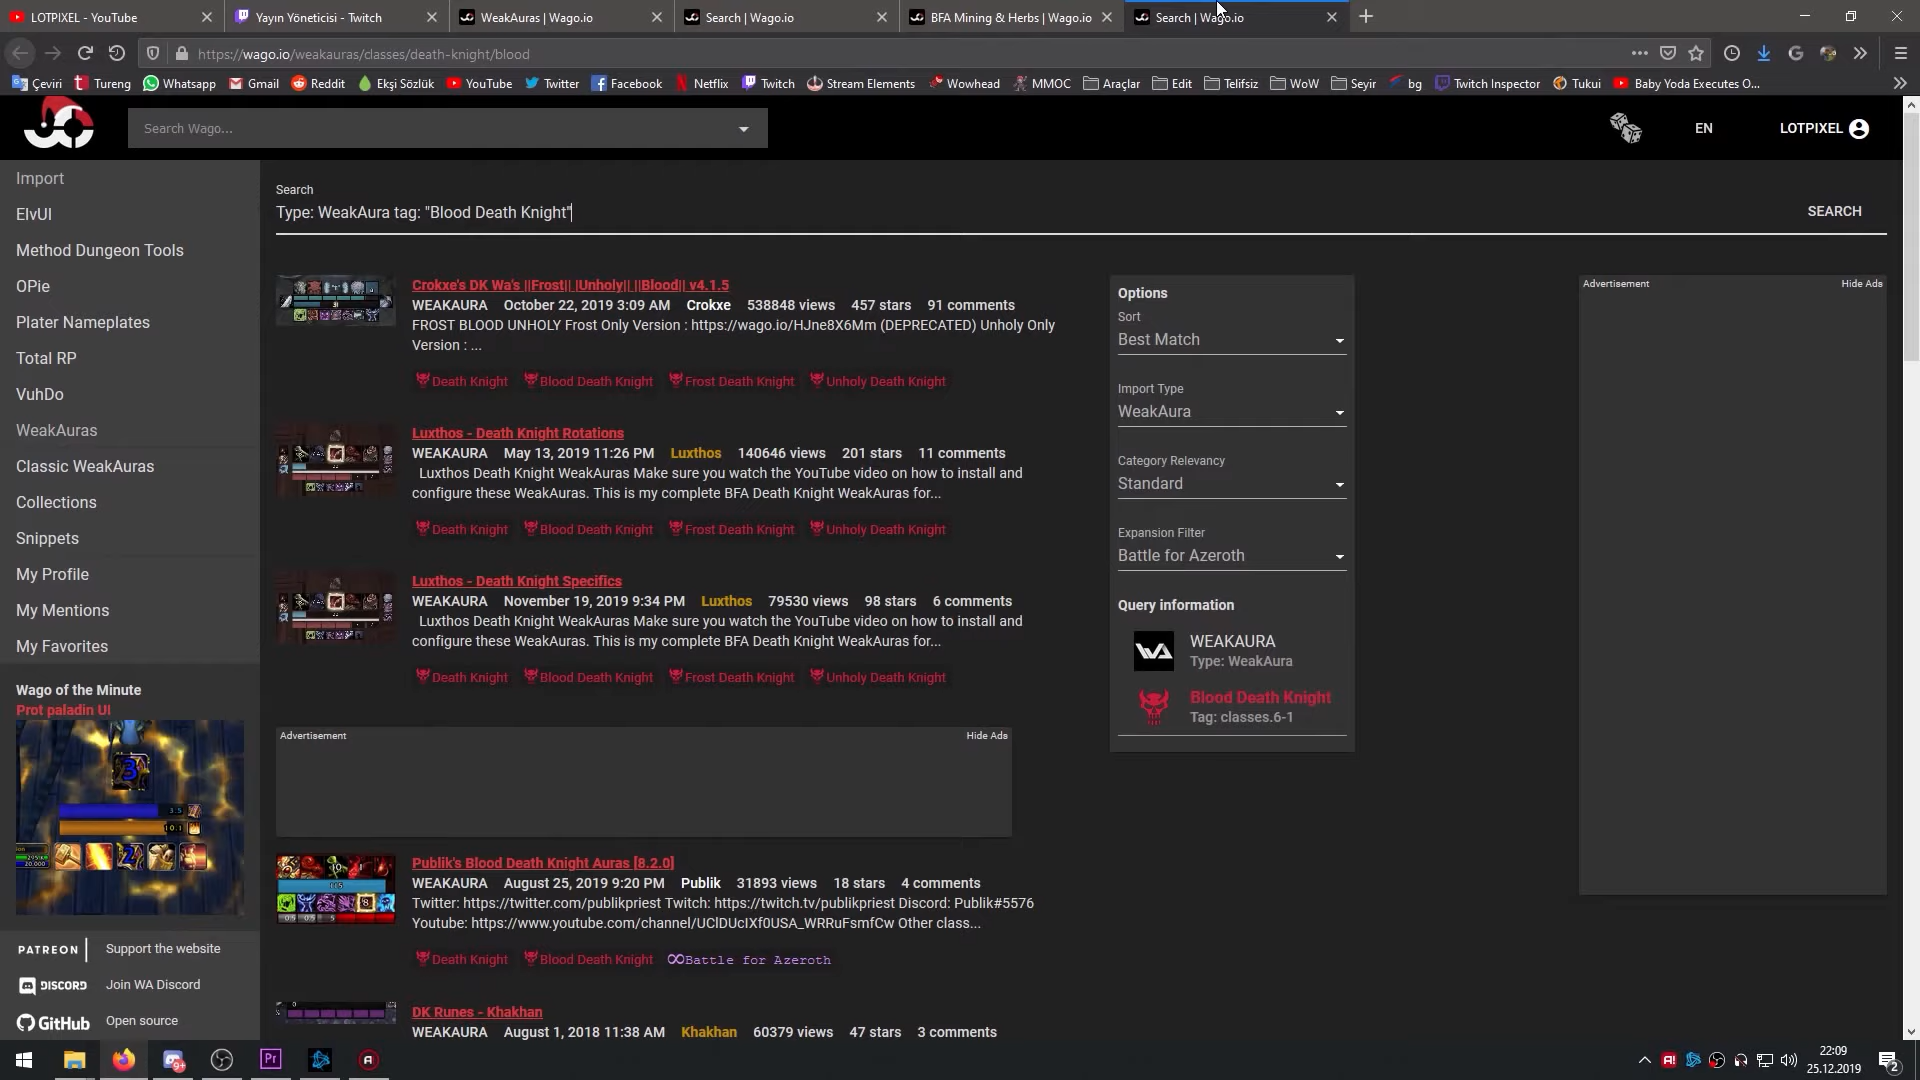 LOTPIXEL - YouTube
Yayın Yöneticisi - Twitch
WeakAuras | Wago.io
Search | Wago.io
BFA Mining & Herbs | Wago.io
Search | Wago.io
https://wago.io/weakauras/classes/death-knight/blood
Çeviri
Tureng
Whatsapp
Gmail
Reddit
Ekşi Sözlük
YouTube
Twitter
Facebook
Netflix
Twitch
Stream Elements
Wowhead
MMOC
Araçlar
Edit
Telifsiz
WoW
Seyir
bg
Twitch Inspector
Tukui
Baby Yoda Executes O...
Search Wago...
EN
LOTPIXEL
Import
ElvUI
Method Dungeon Tools
OPie
Plater Nameplates
Total RP
VuhDo
WeakAuras
Classic WeakAuras
Collections
Snippets
My Profile
My Mentions
My Favorites
Wago of the Minute
Prot paladin UI
PATREON
Support the website
DISCORD
Join WA Discord
GitHub
Open source
Search
Type: WeakAura tag: "Blood Death Knight"
SEARCH
Crokxe's DK Wa's ||Frost|| |Unholy|| ||Blood|| v4.1.5
WEAKAURA October 22, 2019 3:09 AM Crokxe 538848 views 457 stars 91 comments
FROST BLOOD UNHOLY Frost Only Version : https://wago.io/HJne8X6Mm (DEPRECATED) Unholy Only
Version : ...
Death Knight Blood Death Knight Frost Death Knight Unholy Death Knight
Luxthos - Death Knight Rotations
WEAKAURA May 13, 2019 11:26 PM Luxthos 140646 views 201 stars 11 comments
Luxthos Death Knight WeakAuras Make sure you watch the YouTube video on how to install and
configure these WeakAuras. This is my complete BFA Death Knight WeakAuras for...
Death Knight Blood Death Knight Frost Death Knight Unholy Death Knight
Luxthos - Death Knight Specifics
WEAKAURA November 19, 2019 9:34 PM Luxthos 79530 views 98 stars 6 comments
Luxthos Death Knight WeakAuras Make sure you watch the YouTube video on how to install and
configure these WeakAuras. This is my complete BFA Death Knight WeakAuras for...
Death Knight Blood Death Knight Frost Death Knight Unholy Death Knight
Advertisement
Hide Ads
Publik's Blood Death Knight Auras [8.2.0]
WEAKAURA August 25, 2019 9:20 PM Publik 31893 views 18 stars 4 comments
Twitter: https://twitter.com/publikpriest Twitch: https://twitch.tv/publikpriest Discord: Publik#5576
Youtube: https://www.youtube.com/channel/UClDUcIXf0USA_WRRuFsmfCw Other class...
Death Knight Blood Death Knight Battle for Azeroth
DK Runes - Khakhan
WEAKAURA August 1, 2018 11:38 AM Khakhan 60379 views 47 stars 3 comments
Options
Sort
Best Match
Import Type
WeakAura
Category Relevancy
Standard
Expansion Filter
Battle for Azeroth
Query information
WEAKAURA
Type: WeakAura
Blood Death Knight
Tag: classes.6-1
Advertisement
Hide Ads
22:09
25.12.2019
2